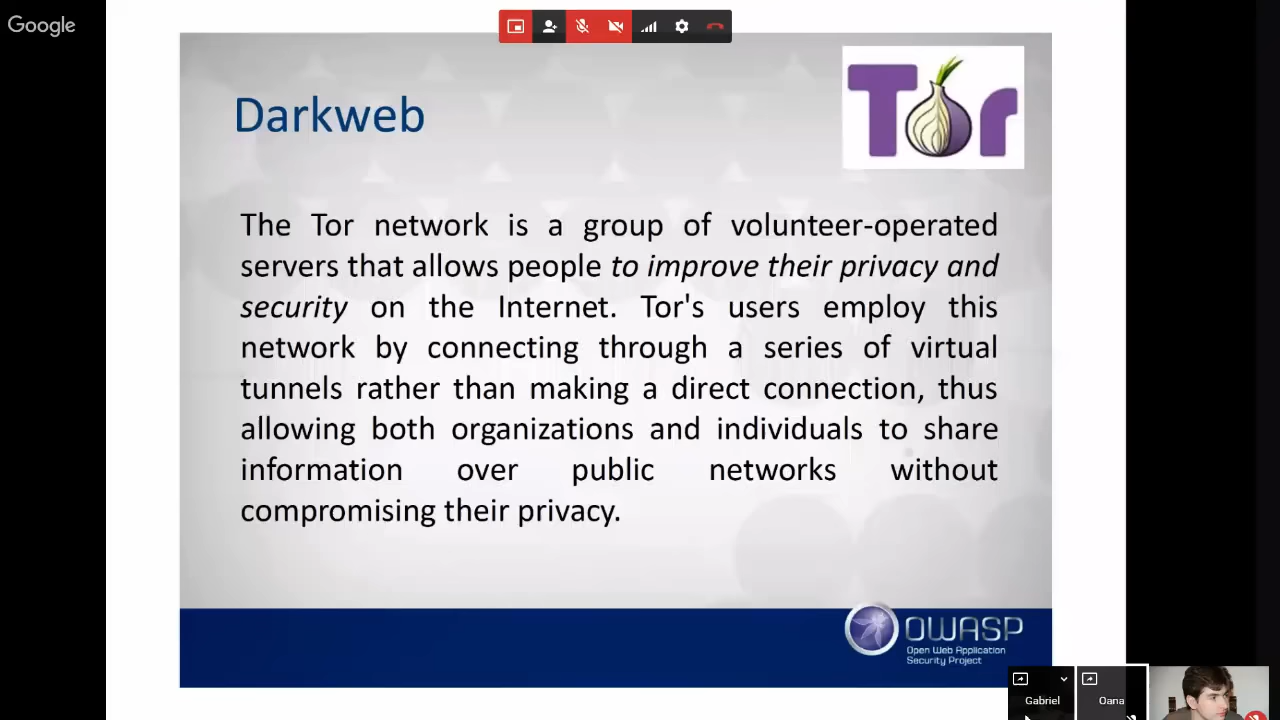 Google
Tor
Darkweb
The Tor network is a group of volunteer-operated
servers that allows people to improve their privacy and
security on the Internet. Tor's users employ this
network by connecting through a series of virtual
tunnels rather than making a direct connection, thus
allowing both organizations and individuals to share
information over public networks without
compromising their privacy.
OWASP
Open Web Application
Security Project
Gabriel
Oana